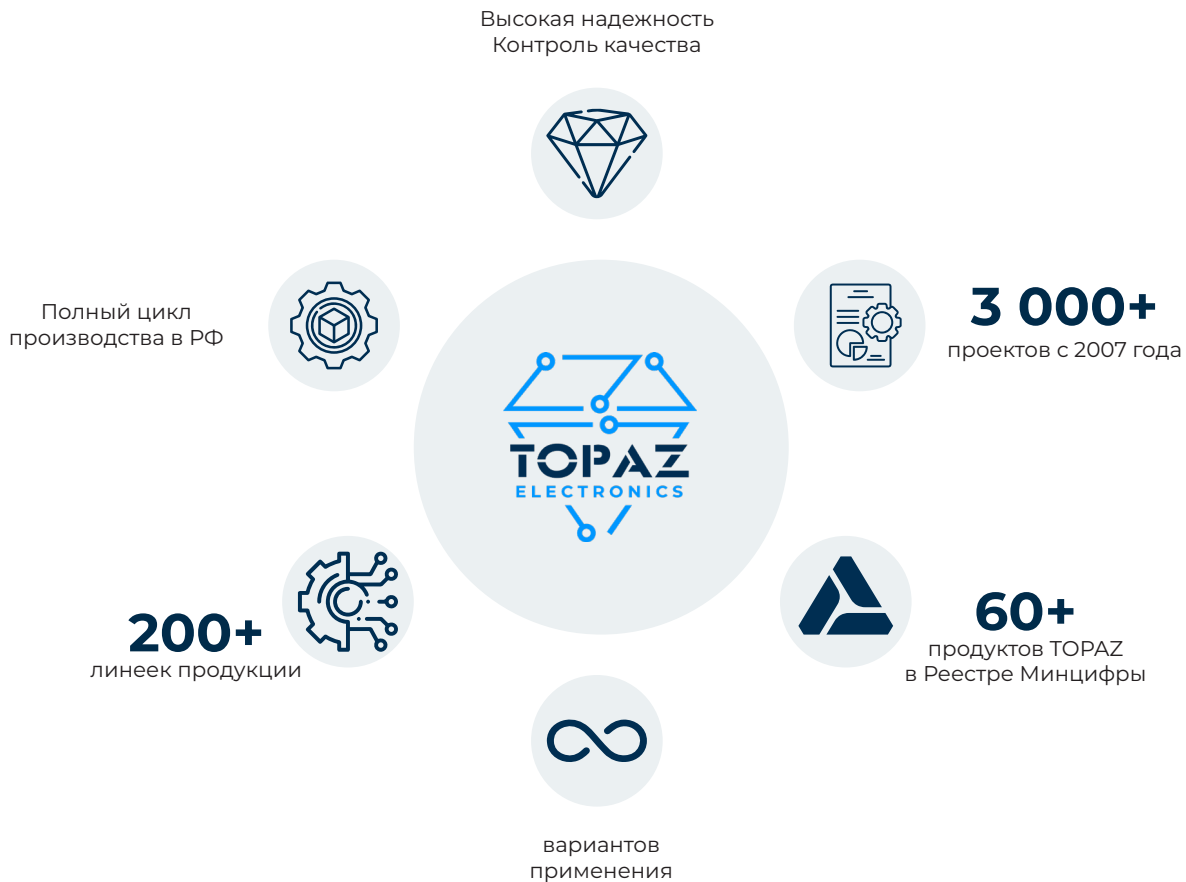 Высокая надежность
Контроль качества
Полный цикл
производства в РФ
3 000+
проектов с 2007 года
TOPAZ
ELECTRONICS
200+
линеек продукции
60+
продуктов TOPAZ
в Реестре Минцифры
вариантов
применения